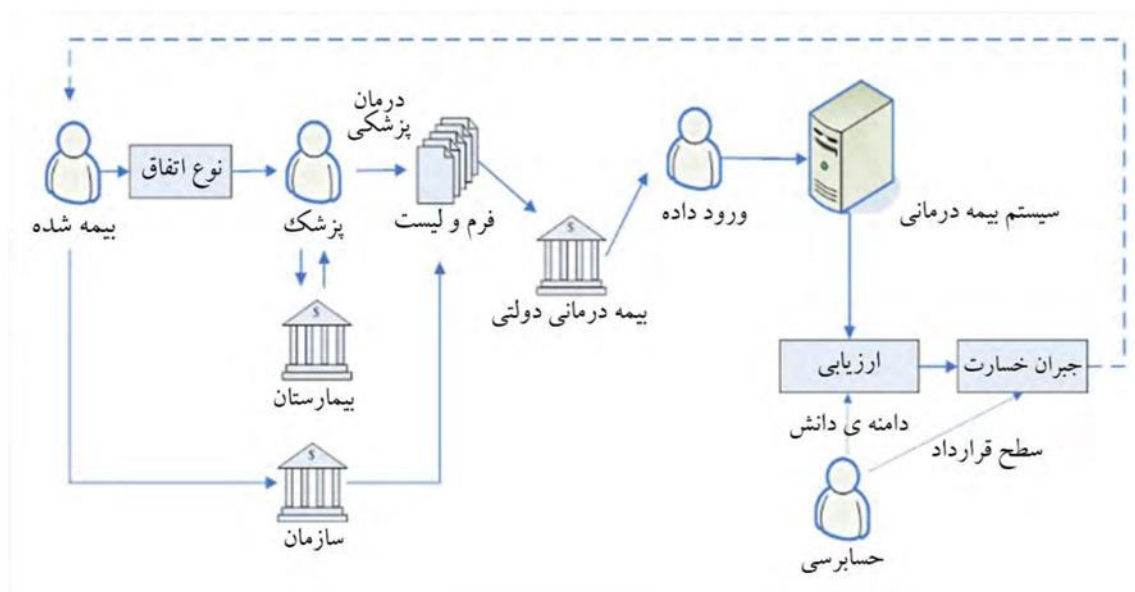 درمان
پزشکی
نوع اتفاق
بیمه شده
پزشک
فرم و لیست
ورود داده
سیستم بیمه درمانی
$
بیمه درمانی دولتی
$
بیمارستان
ارزیابی
جبران خسارت
دامنه ی دانش
سطح قرارداد
$
سازمان
حسابرسی